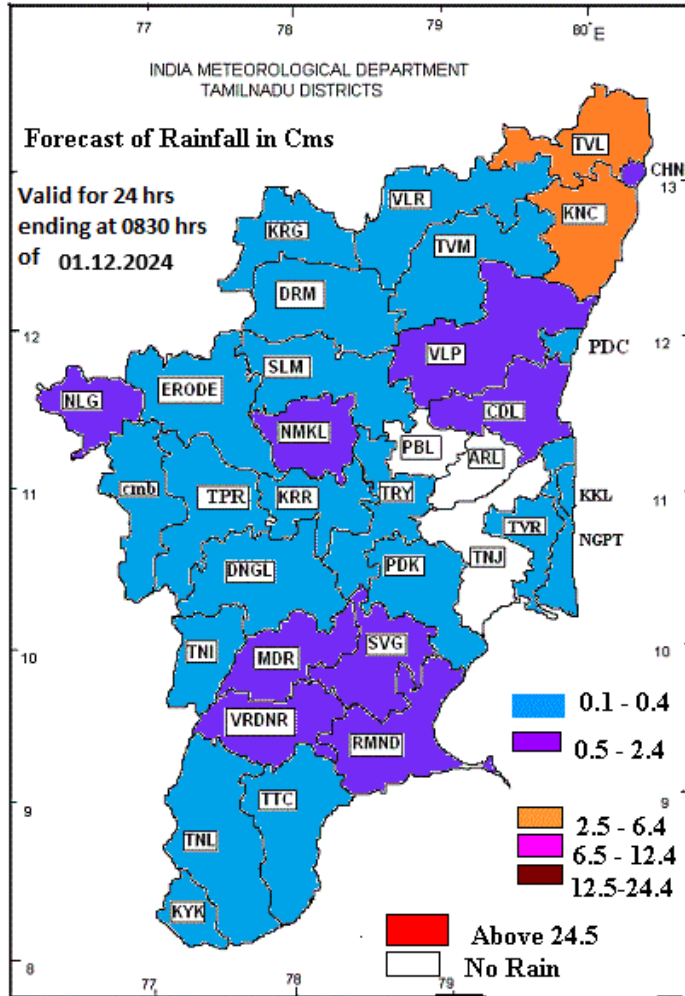 77 78 79 80°E
INDIA METEOROLOGICAL DEPARTMENT
TAMILNADU DISTRICTS
Forecast of Rainfall in Cms
Valid for 24 hrs
ending at 0830 hrs
of 01.12.2024
TVL
CHN
13
VLR
KNC
KRG
TVM
DRM
12
12
PDC
VLP
SLM
ERODE
NLG
CDL
NMKL
PBL
ARL
11
cmb
TPR
KRR
TRY
KKL
11
TVR
NGPT
TNJ
DNGL
PDK
10
TNI
MDR
SVG
10
VRDNR
RMND
0.1 - 0.4
0.5 - 2.4
9
TTC
9
2.5 - 6.4
TNL
6.5 - 12.4
12.5-24.4
KYK
Above 24.5
No Rain
8
77 78 79